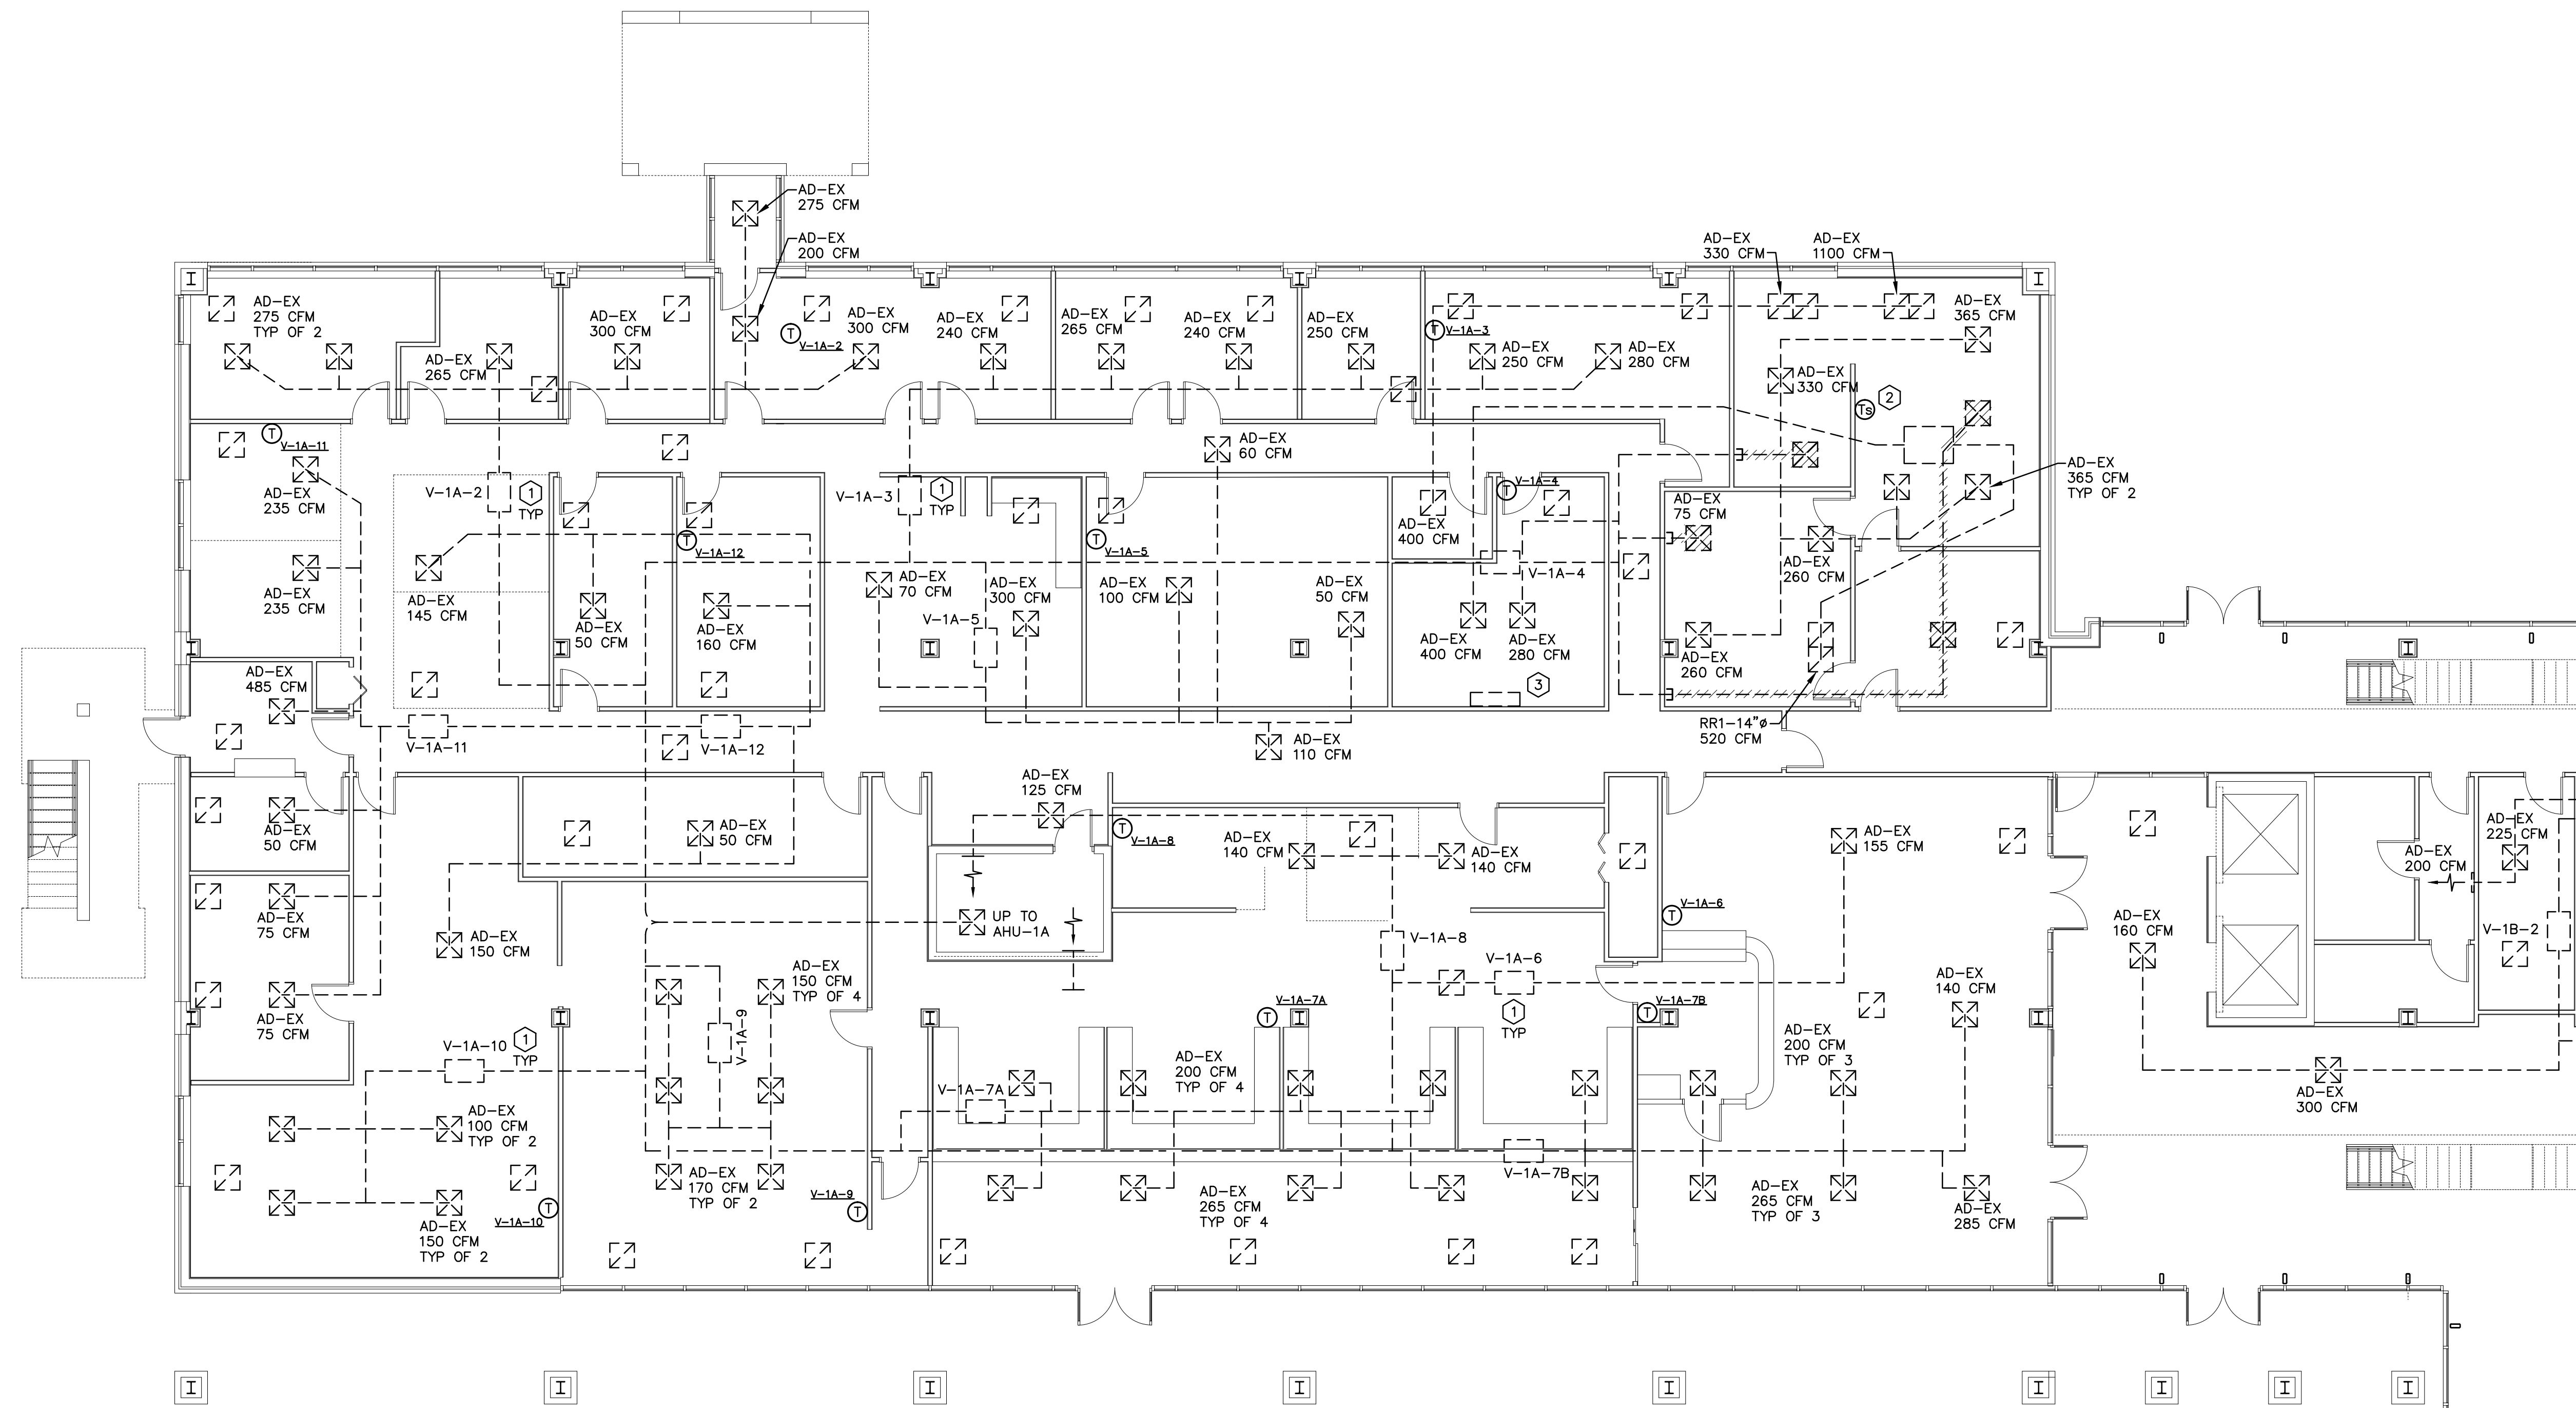 AD-EX
275 CFM
AD-EX
200 CFM
AD-EX
330 CFM
AD-EX
1100 CFM
AD-EX
275 CFM
TYP OF 2
AD-EX
265 CFM
AD-EX
300 CFM
T
V-1A-2
AD-EX
300 CFM
AD-EX
240 CFM
AD-EX
265 CFM
AD-EX
240 CFM
AD-EX
250 CFM
T
V-1A-3
AD-EX
250 CFM
AD-EX
280 CFM
AD-EX
365 CFM
AD-EX
330 CFM
Ts
2
T
V-1A-11
AD-EX
235 CFM
AD-EX
60 CFM
AD-EX
365 CFM
TYP OF 2
V-1A-2
1
TYP
V-1A-3
1
TYP
T
V-1A-4
AD-EX
75 CFM
AD-EX
400 CFM
T
V-1A-12
T
V-1A-5
V-1A-4
AD-EX
260 CFM
AD-EX
235 CFM
AD-EX
145 CFM
AD-EX
50 CFM
AD-EX
160 CFM
AD-EX
70 CFM
AD-EX
300 CFM
AD-EX
100 CFM
AD-EX
50 CFM
V-1A-5
AD-EX
400 CFM
AD-EX
280 CFM
AD-EX
260 CFM
AD-EX
485 CFM
3
RR1-14"ø
520 CFM
V-1A-11
V-1A-12
AD-EX
110 CFM
AD-EX
125 CFM
AD-EX
50 CFM
AD-EX
50 CFM
T
V-1A-8
AD-EX
140 CFM
AD-EX
140 CFM
AD-EX
155 CFM
AD-EX
225 CFM
AD-EX
200 CFM
AD-EX
75 CFM
AD-EX
150 CFM
UP TO
AHU-1A
T
V-1A-6
AD-EX
160 CFM
V-1B-2
V-1A-8
V-1A-6
1
TYP
AD-EX
150 CFM
TYP OF 4
V-1A-9
AD-EX
140 CFM
AD-EX
75 CFM
T
V-1A-7A
T
V-1A-7B
V-1A-10
1
TYP
AD-EX
200 CFM
TYP OF 3
AD-EX
200 CFM
TYP OF 4
V-1A-7A
AD-EX
300 CFM
AD-EX
100 CFM
TYP OF 2
AD-EX
170 CFM
TYP OF 2
V-1A-7B
T
V-1A-9
AD-EX
265 CFM
TYP OF 4
AD-EX
265 CFM
TYP OF 3
AD-EX
285 CFM
T
V-1A-10
AD-EX
150 CFM
TYP OF 2